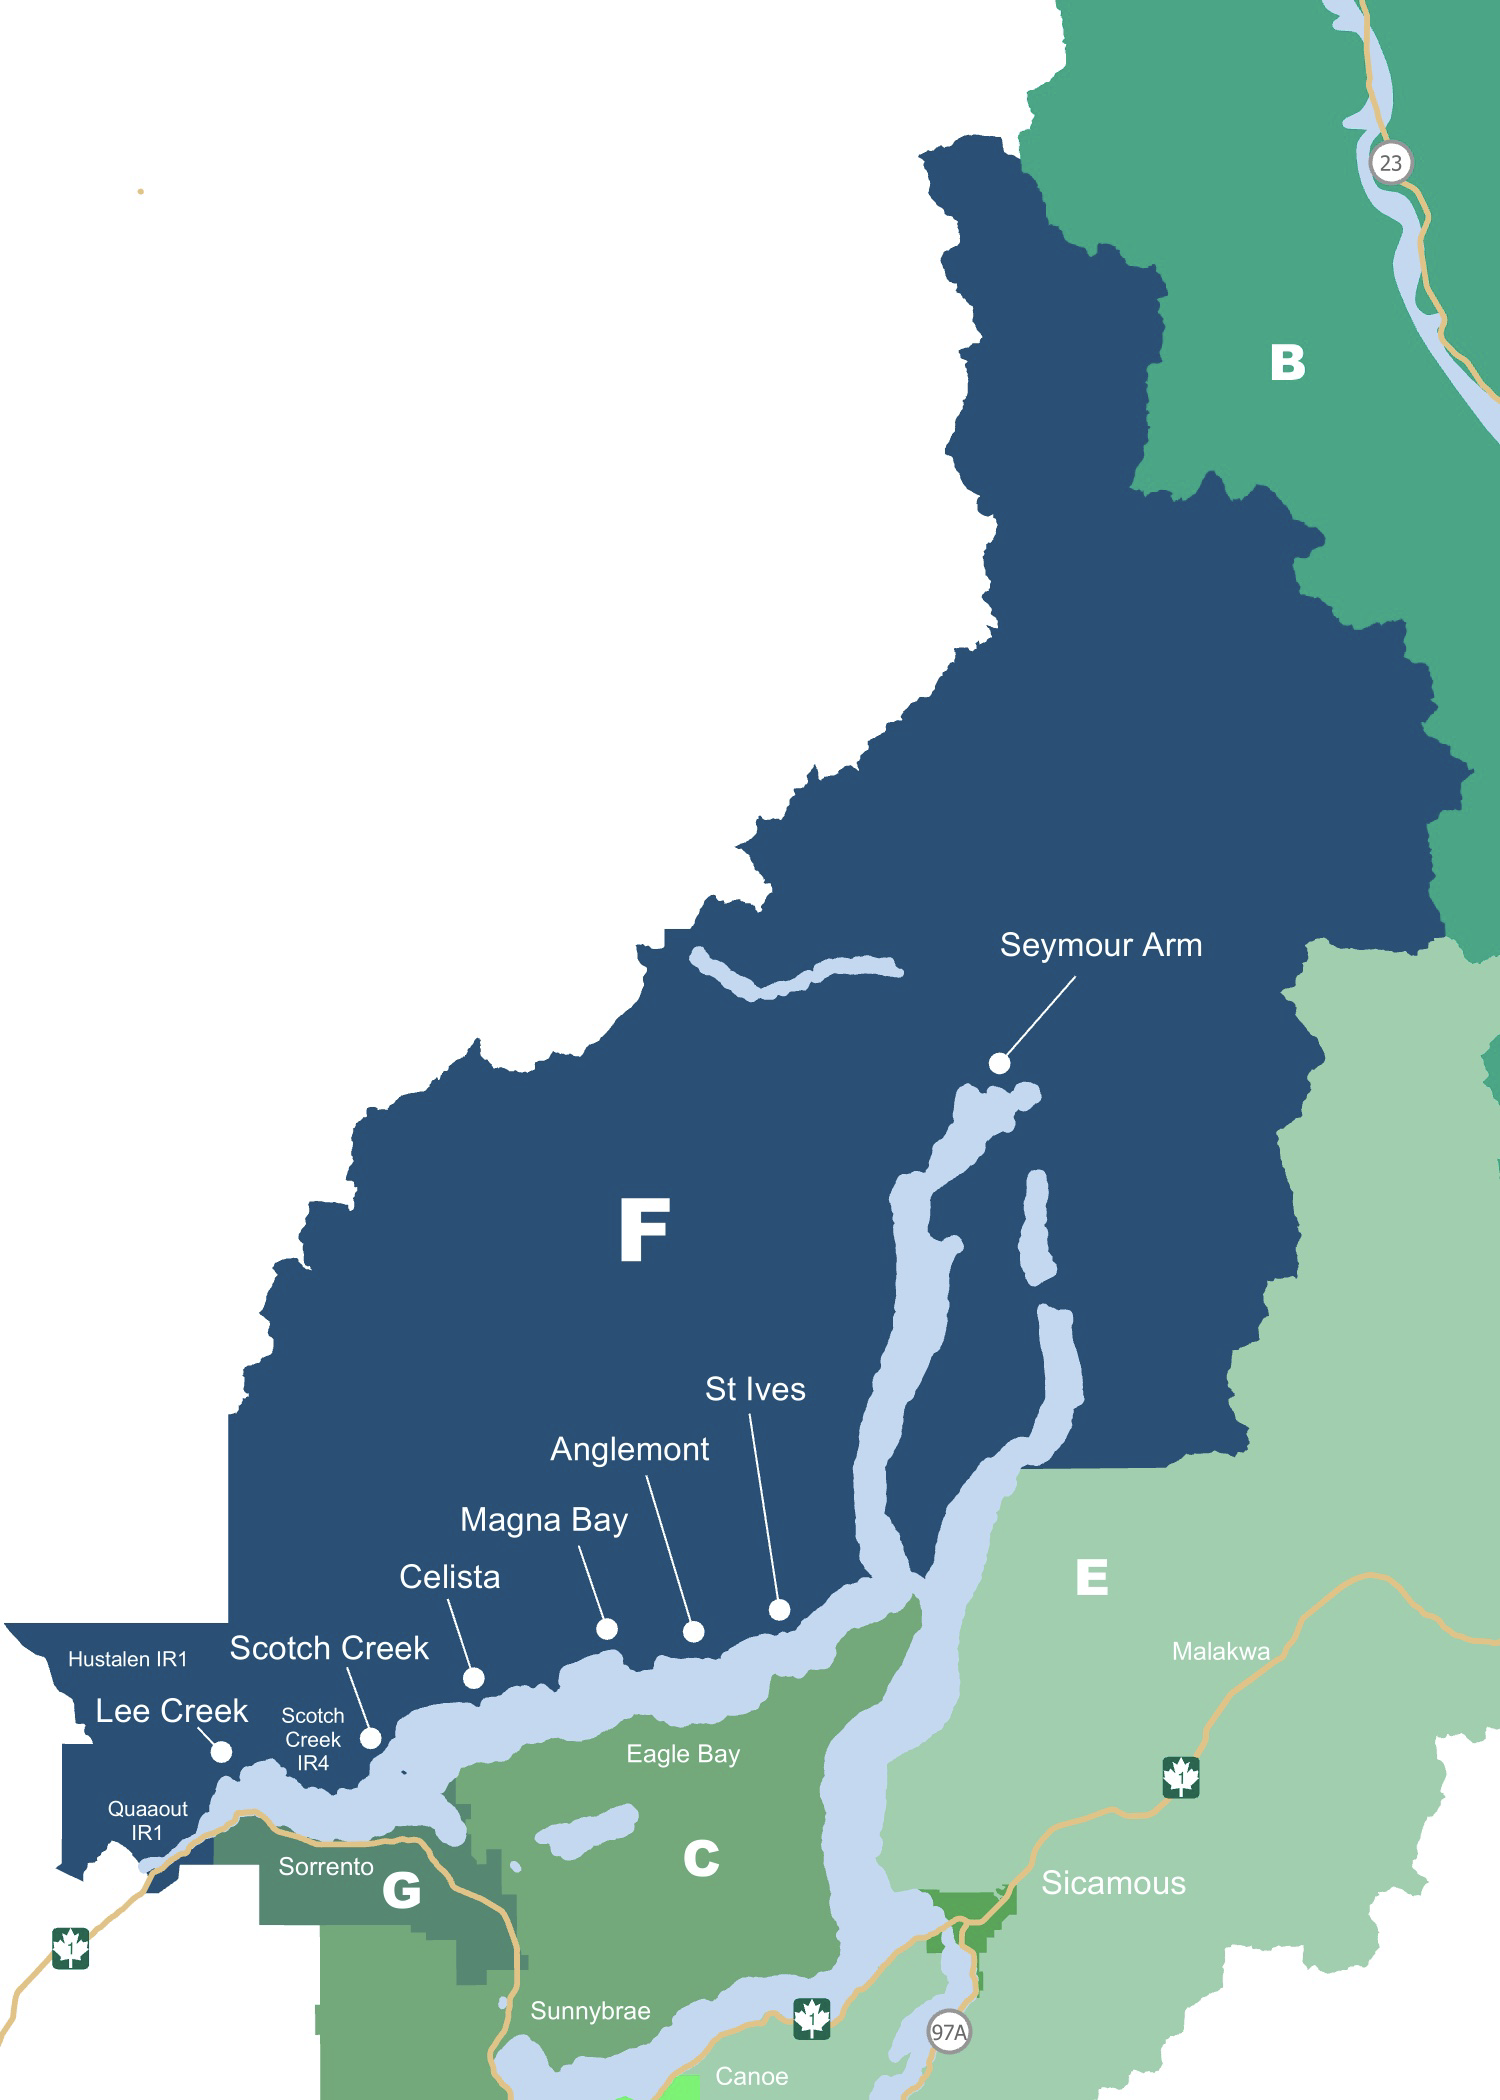 23
B
Seymour Arm
F
St Ives
Anglemont
Magna Bay
Celista
E
Scotch Creek
Hustalen IR1
Malakwa
Lee Creek
Scotch
Creek
IR4
Eagle Bay
1
Quaaout
IR1
C
Sorrento
G
Sicamous
1
Sunnybrae
1
97A
Canoe